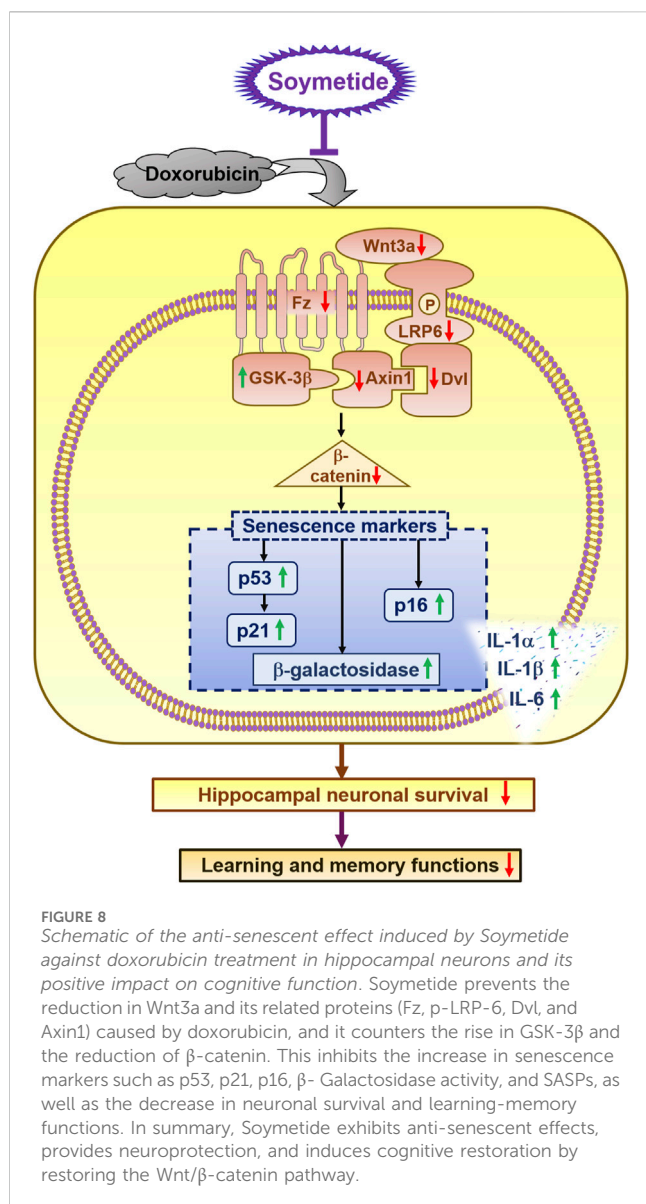 Soymetide
Doxorubicin
Wnt3a
Fz
P
LRP6
GSK-3β
Axin1
Dvl
β-
catenin
Senescence markers
p53
p16
p21
β-galactosidase
IL-1α
IL-1β
IL-6
Hippocampal neuronal survival
Learning and memory functions
FIGURE 8
Schematic of the anti-senescent effect induced by Soymetide
against doxorubicin treatment in hippocampal neurons and its
positive impact on cognitive function. Soymetide prevents the
reduction in Wnt3a and its related proteins (Fz, p-LRP-6, Dvl, and
Axin1) caused by doxorubicin, and it counters the rise in GSK-3β and
the reduction of β-catenin. This inhibits the increase in senescence
markers such as p53, p21, p16, β- Galactosidase activity, and SASPs, as
well as the decrease in neuronal survival and learning-memory
functions. In summary, Soymetide exhibits anti-senescent effects,
provides neuroprotection, and induces cognitive restoration by
restoring the Wnt/β-catenin pathway.